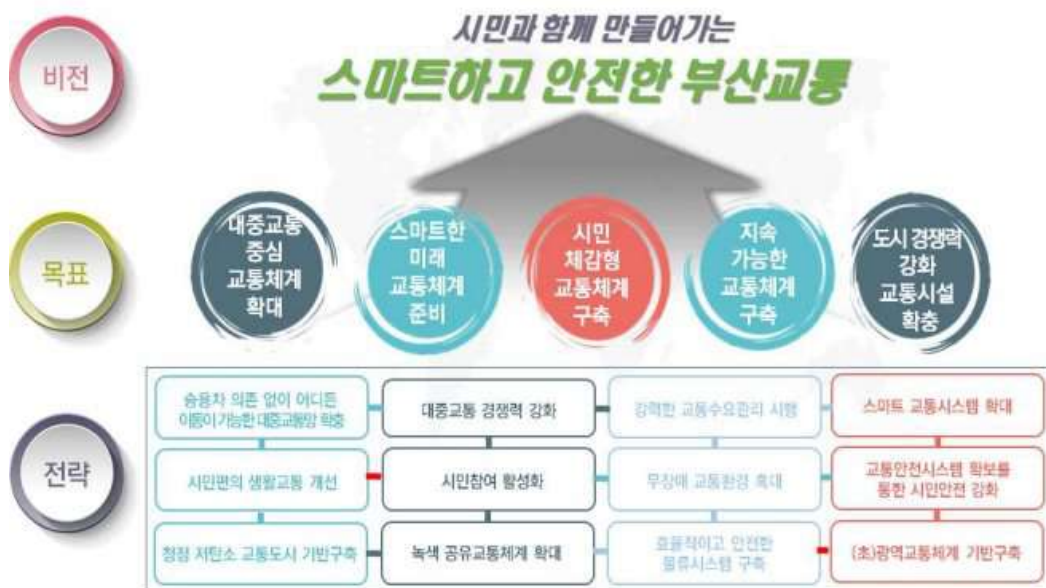 비전
시민과 함께 만들어가는
스마트하고 안전한 부산교통
목표
대중교통
중심
교통체계
확대
스마트한
미래
교통체계
준비
시민
체감형
교통체계
구축
지속
가능한
교통체계
구축
도시 경쟁력
강화
교통시설
확충
전략
승용차 의존 없이 어디든
이동이 가능한 대중교통망 확충
대중교통 경쟁력 강화
강력한 교통수요관리 시행
스마트 교통시스템 확대
시민편의 생활교통 개선
시민참여 활성화
무장애 교통환경 확대
교통안전시스템 확보를
통한 시민안전 강화
청정 저탄소 교통도시 기반구축
녹색 공유교통체계 확대
효율적이고 안전한
물류시스템 구축
(초)광역교통체계 기반구축